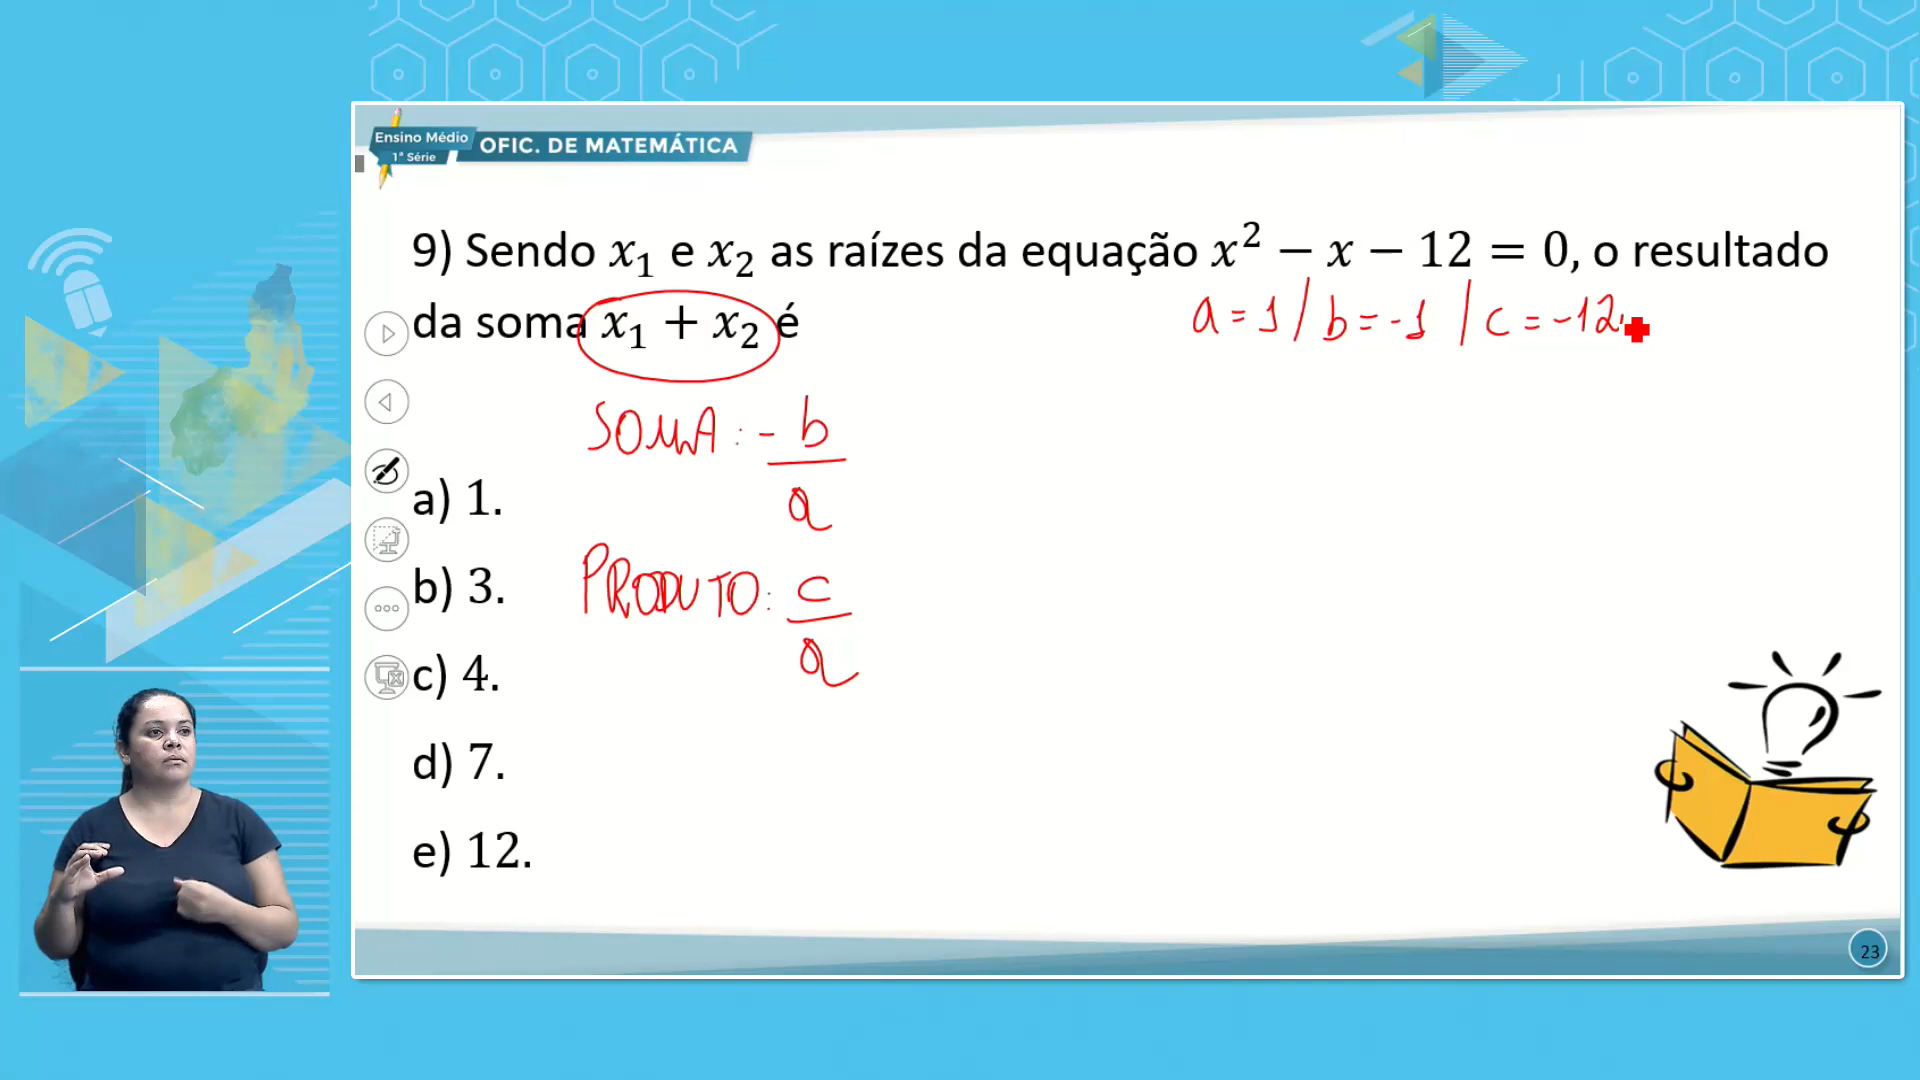 Ensino Médio
1ª Série
OFIC. DE MATEMÁTICA
9) Sendo x₁ e x₂ as raízes da equação x² − x − 12 = 0, o resultado
da soma x₁ + x₂ é
a = 1 / b = -1 / c = -12
SOMA: - b/a
a) 1.
PRODUTO: c/a
b) 3.
c) 4.
d) 7.
e) 12.
23